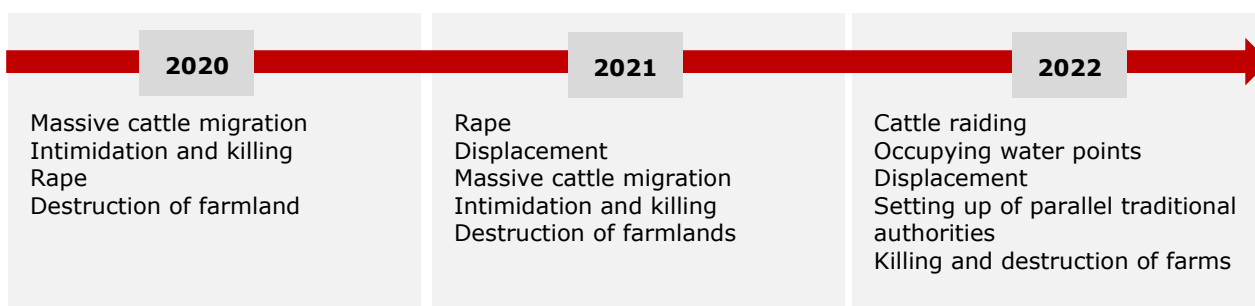 2020
Massive cattle migration
Intimidation and killing
Rape
Destruction of farmland
2021
Rape
Displacement
Massive cattle migration
Intimidation and killing
Destruction of farmlands
2022
Cattle raiding
Occupying water points
Displacement
Setting up of parallel traditional
authorities
Killing and destruction of farms